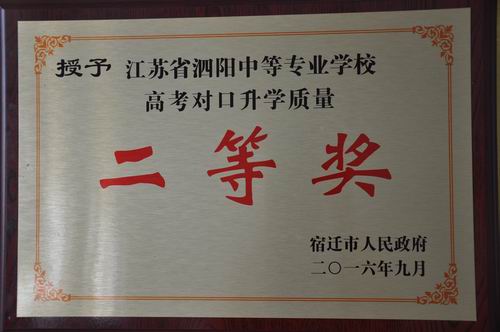 授予 江苏省泗阳中等专业学校
高考对口升学质量
二等奖
宿迁市人民政府
二〇一六年九月